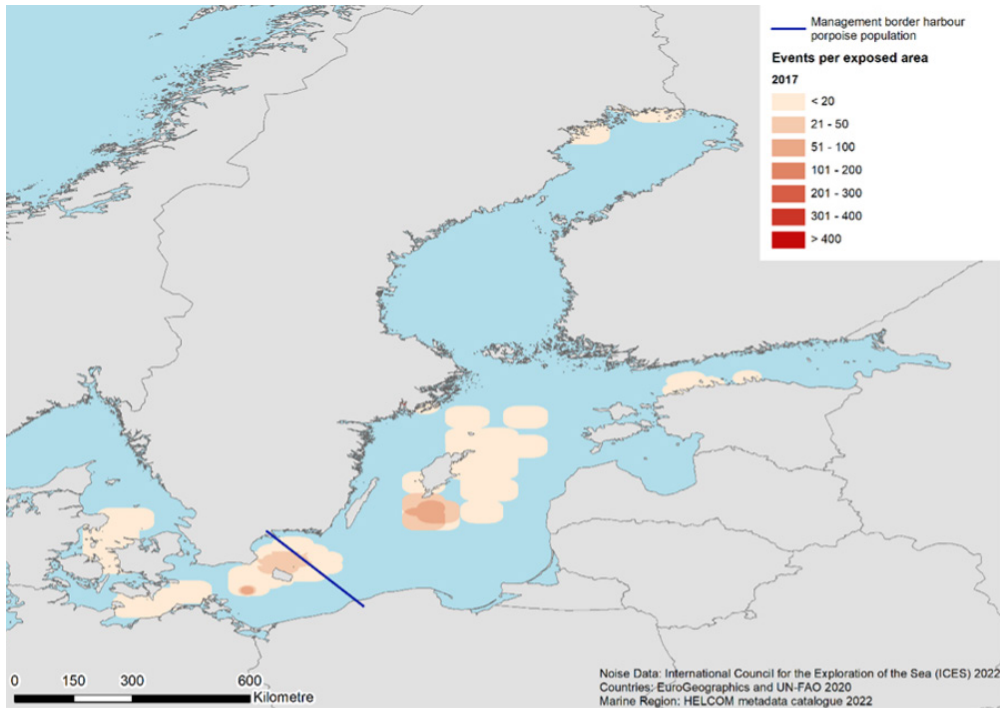 Management border harbour
porpoise population
Events per exposed area
2017
< 20
21 - 50
51 - 100
101 - 200
201 - 300
301 - 400
> 400
0 150 300 600
Kilometre
Noise Data: International Council for the Exploration of the Sea (ICES) 2022
Countries: EuroGeographics and UN-FAO 2020
Marine Region: HELCOM metadata catalogue 2022